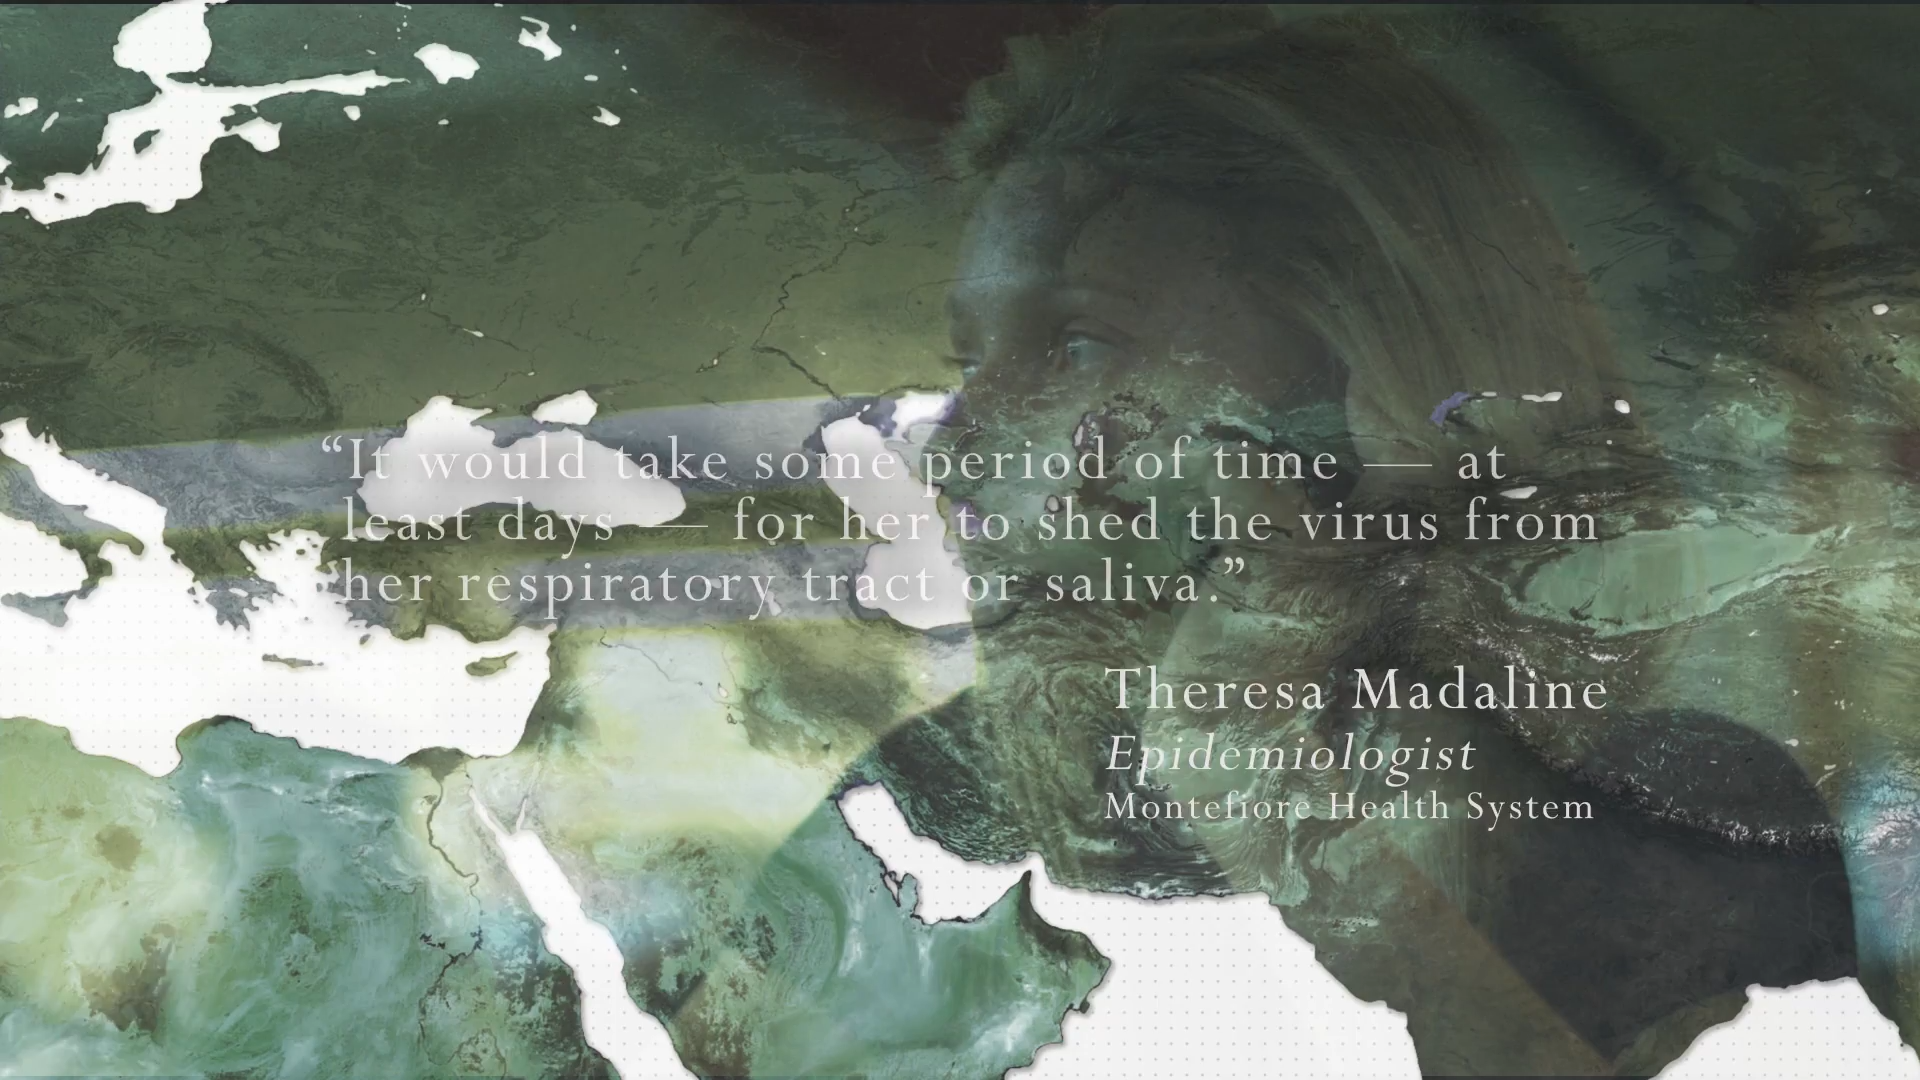 “It would take some period of time — at
least days — for her to shed the virus from
her respiratory tract or saliva.”
Theresa Madaline
Epidemiologist
Montefiore Health System